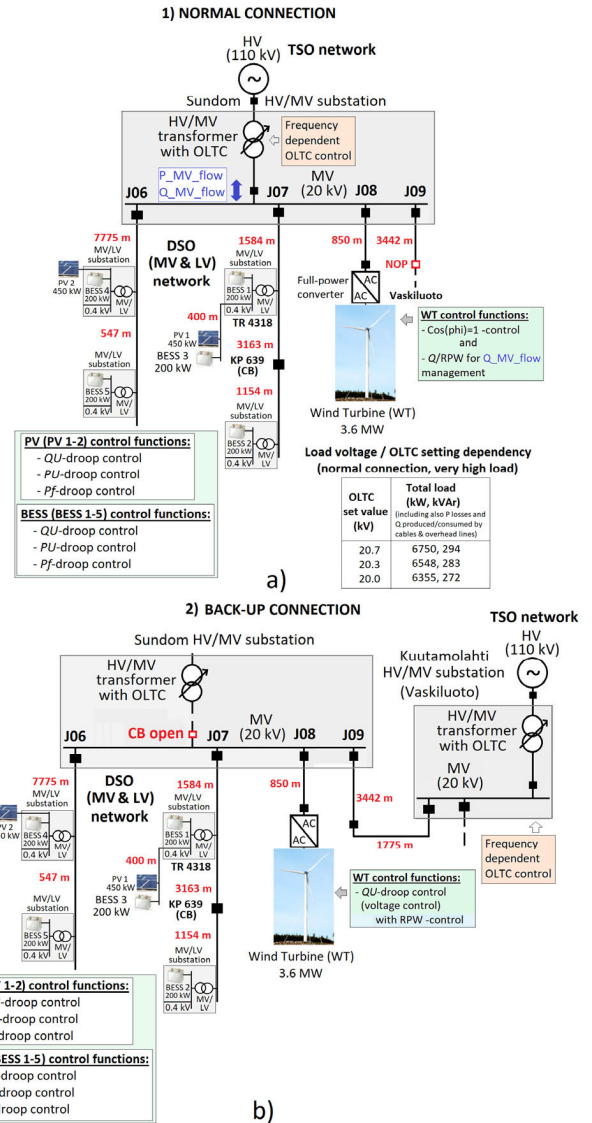 1) NORMAL CONNECTION
HV
(110 kV)
TSO network
~
Sundom
HV/MV substation
HV/MV
transformer
with OLTC
Frequency
dependent
OLTC control
P_MV_flow
Q_MV_flow
MV
(20 kV)
J06
J07
J08
J09
7775 m
1584 m
850 m
3442 m
MV/LV
substation
DSO
(MV & LV)
network
MV/LV
substation
NOP
Full-power
converter
AC
AC
Vaskiluoto
PV 2
450 kW
BESS 4
200 kW
0.4 kV
MV/
LV
BESS 1
200 kW
0.4 kV
MV/
LV
400 m
TR 4318
PV 1
450 kW
BESS 3
200 kW
547 m
3163 m
KP 639
(CB)
WT control functions:
- Cos(phi)=1 -control
and
- Q/RPW for Q_MV_flow
management
MV/LV
substation
BESS 5
200 kW
0.4 kV
MV/
LV
1154 m
MV/LV
substation
BESS 2
200 kW
0.4 kV
MV/
LV
Wind Turbine (WT)
3.6 MW
PV (PV 1-2) control functions:
- QU-droop control
- PU-droop control
- Pf-droop control
BESS (BESS 1-5) control functions:
- QU-droop control
- PU-droop control
- Pf-droop control
Load voltage / OLTC setting dependency
(normal connection, very high load)
OLTC
set value
(kV)
Total load
(kW, kVAr)
(including also P losses and
Q produced/consumed by
cables & overhead lines)
20.7 6750, 294
20.3 6548, 283
20.0 6355, 272
a)
2) BACK-UP CONNECTION
TSO network
HV
(110 kV)
~
Sundom HV/MV substation
Kuutamolahti
HV/MV substation
(Vaskiluoto)
HV/MV
transformer
with OLTC
HV/MV
transformer
with OLTC
CB open
MV
(20 kV)
J06
J07
J08
J09
MV
(20 kV)
7775 m
1584 m
850 m
3442 m
1775 m
MV/LV
substation
DSO
(MV & LV)
network
MV/LV
substation
AC
AC
Frequency
dependent
OLTC control
PV 2
0 kW
BESS 4
200 kW
0.4 kV
MV/
LV
BESS 1
200 kW
0.4 kV
MV/
LV
400 m
TR 4318
PV 1
450 kW
BESS 3
200 kW
547 m
3163 m
KP 639
(CB)
WT control functions:
- QU-droop control
(voltage control)
with RPW -control
MV/LV
substation
BESS 5
200 kW
0.4 kV
MV/
LV
1154 m
MV/LV
substation
BESS 2
200 kW
0.4 kV
MV/
LV
Wind Turbine (WT)
3.6 MW
1-2) control functions:
-droop control
-droop control
droop control
BESS 1-5) control functions:
-droop control
droop control
droop control
b)